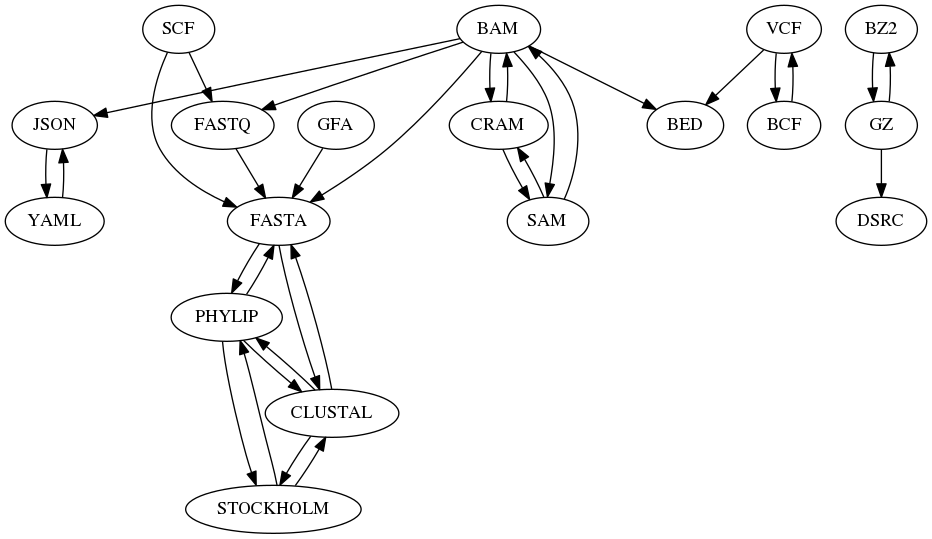 SCF
BAM
VCF
BZ2
JSON
FASTQ
GFA
CRAM
BED
BCF
GZ
YAML
FASTA
SAM
DSRC
PHYLIP
CLUSTAL
STOCKHOLM